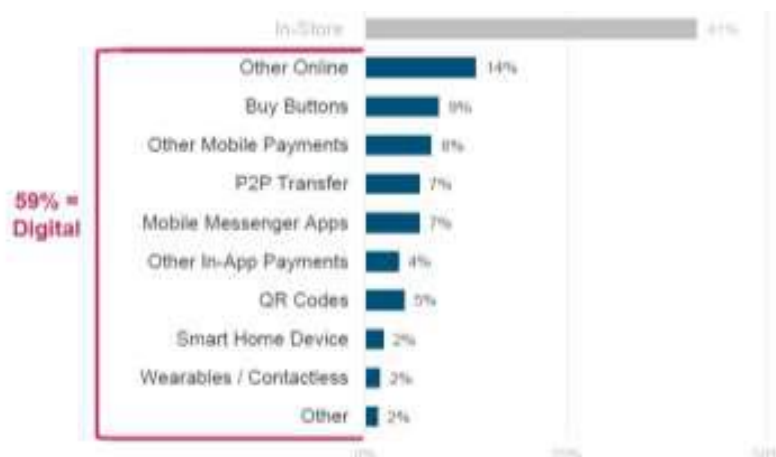 In-Store 41%
Other Online 14%
Buy Buttons 9%
Other Mobile Payments 8%
P2P Transfer 7%
59% =
Digital
Mobile Messenger Apps 7%
Other In-App Payments 4%
QR Codes 5%
Smart Home Device 2%
Wearables / Contactless 2%
Other 2%
0%